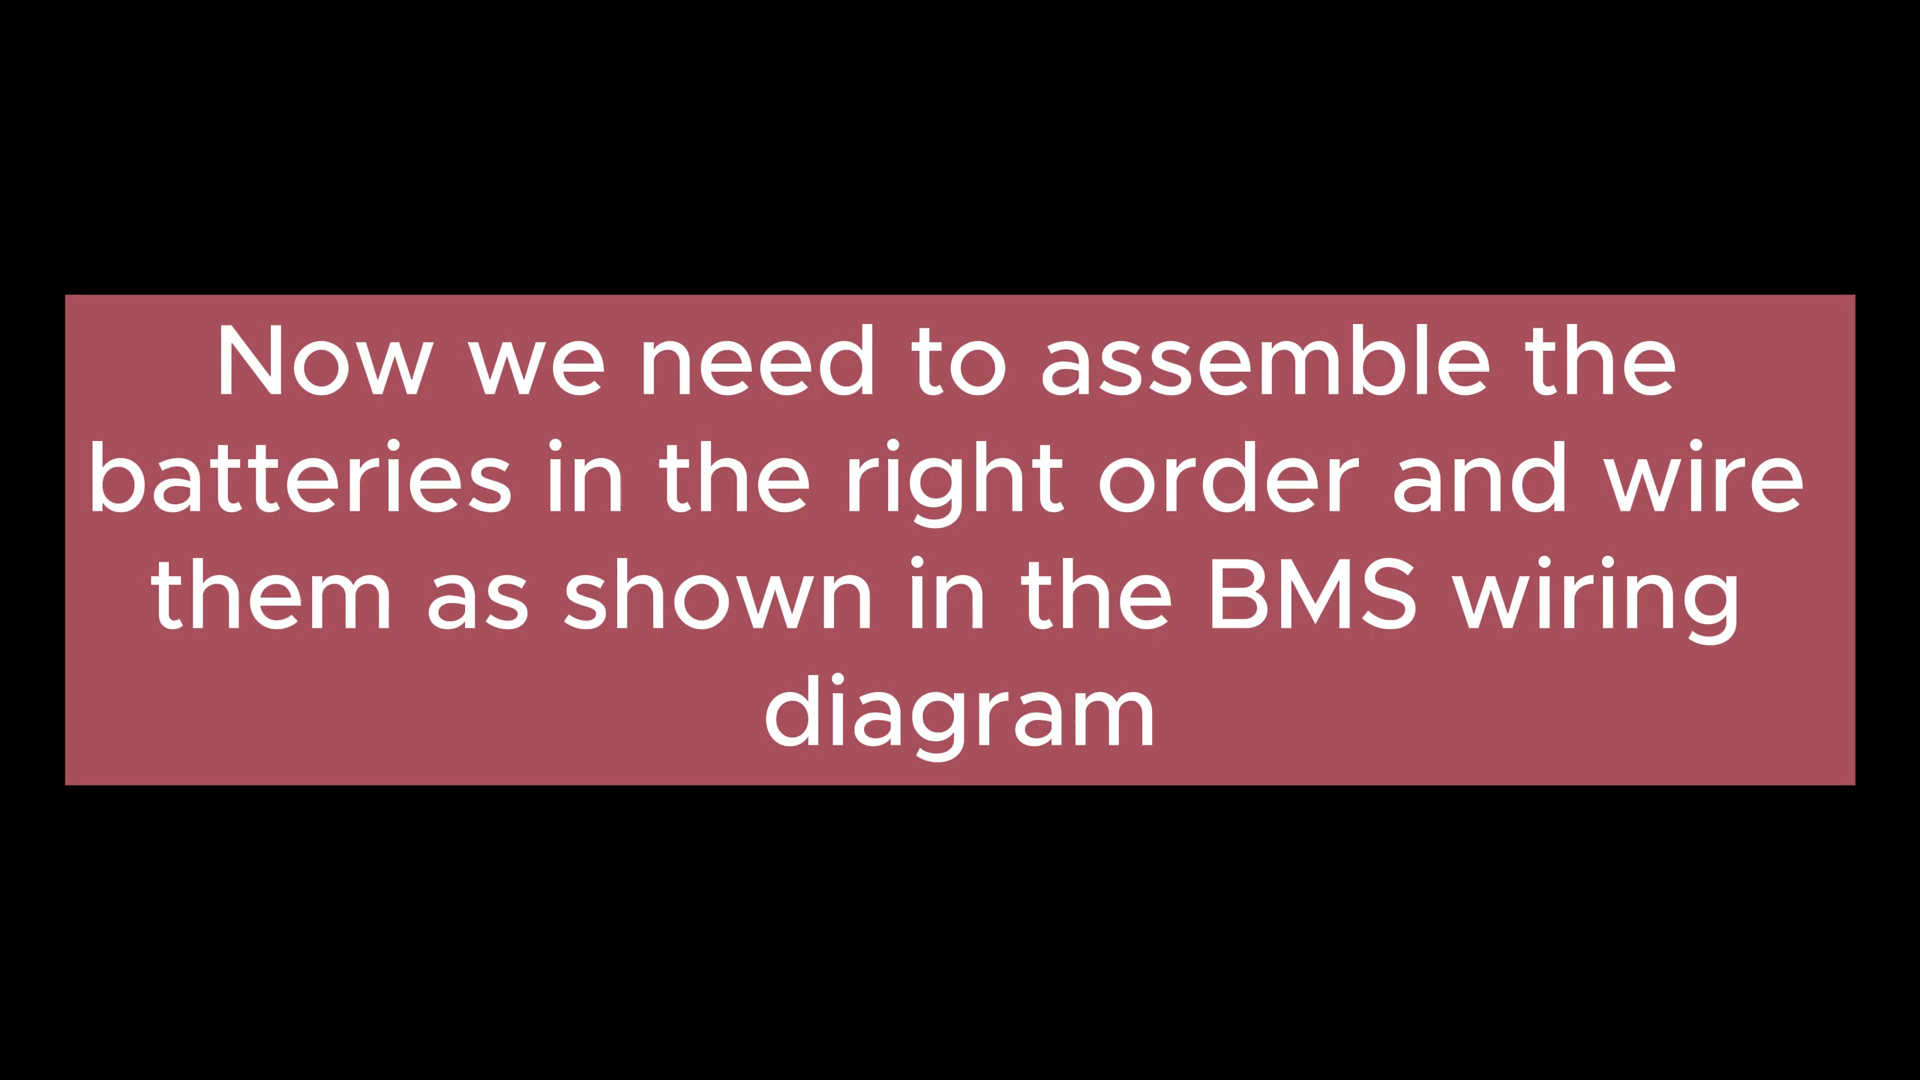 Now we need to assemble the
batteries in the right order and wire
them as shown in the BMS wiring
diagram